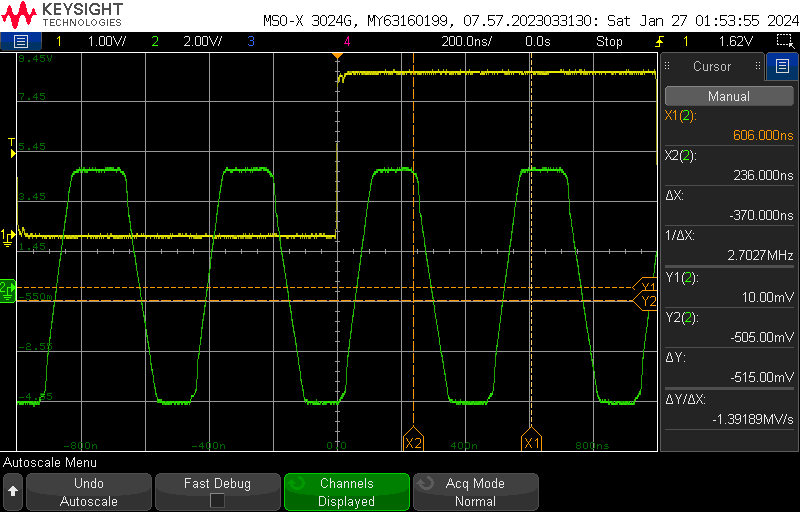 KEYSIGHT
TECHNOLOGIES
MSO-X 3024G, MY63160199, 07.57.2023033130: Sat Jan 27 01:53:55 2024
1 1.00V/ 2 2.00V/ 3 4 200.0ns/ 0.0s Stop 1 1.62V
9.45W
7.45
5.45
3.45
1.45
-550m
-2.55
-4.55
T
1
2
-800n -400n 0.0 400n 800ns
Y1
Y2
X2 X1
Cursor
Manual
X1(2):
606.000ns
X2(2):
236.000ns
ΔX:
-370.000ns
1/ΔX:
2.7027MHz
Y1(2):
10.00mV
Y2(2):
-505.00mV
ΔY:
-515.00mV
ΔY/ΔX:
-1.39189MV/s
Autoscale Menu
Undo
Autoscale
Fast Debug
Channels
Displayed
Acq Mode
Normal